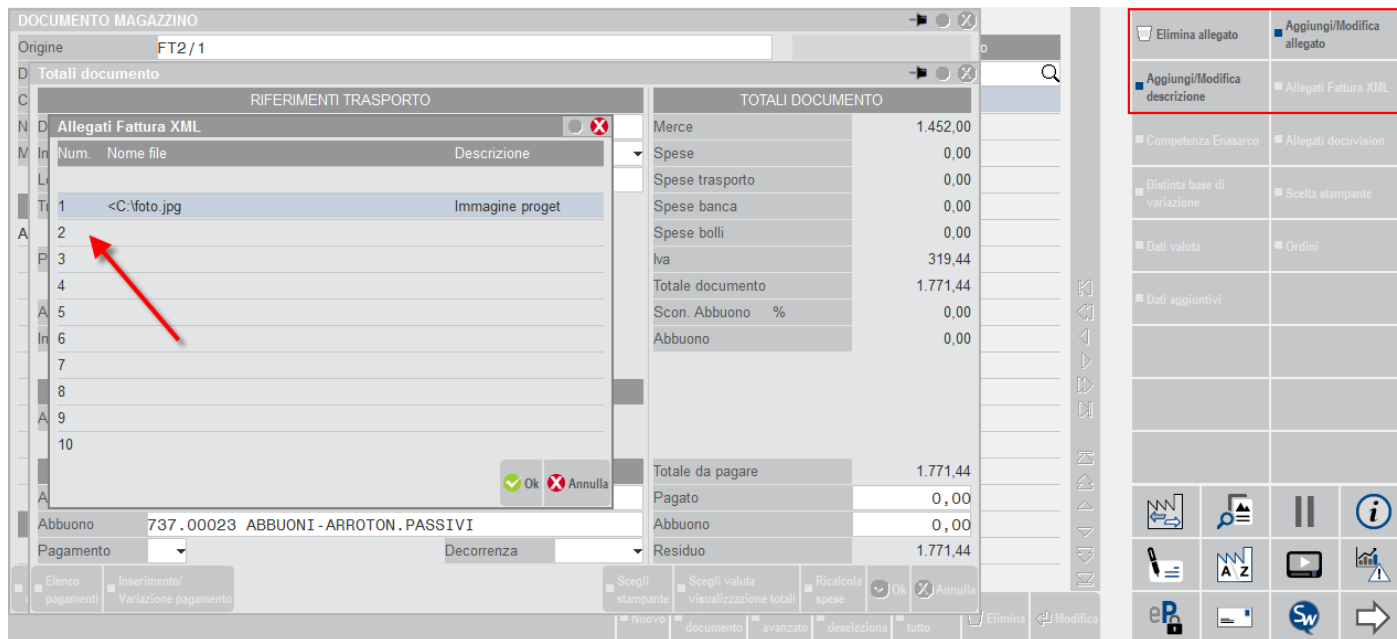 DOCUMENTO MAGAZZINO
Origine FT2/1
Totali documento
RIFERIMENTI TRASPORTO TOTALI DOCUMENTO
Allegati Fattura XML
Num. Nome file Descrizione
1 <C:\foto.jpg Immagine proget
2
3
4
5
6
7
8
9
10
Ok Annulla
Merce 1.452,00
Spese 0,00
Spese trasporto 0,00
Spese banca 0,00
Spese bolli 0,00
Iva 319,44
Totale documento 1.771,44
Scon. Abbuono % 0,00
Abbuono 0,00
Totale da pagare 1.771,44
Pagato 0,00
Abbuono 737.00023 ABBUONI-ARROTON.PASSIVI Abbuono 0,00
Pagamento Decorrenza Residuo 1.771,44
Elenco pagamenti
Inserimento/
Variazione pagamento
Scegli stampante
Scegli valuta
visualizzazione totali
Ricalcola spese
Ok Annulla
Nuovo documento avanzato deseleziona tutto Elimina Modifica
Elimina allegato
Aggiungi/Modifica
allegato
Aggiungi/Modifica
descrizione
Allegati Fattura XML
Competenza Enasarco
Allegati docuvision
Distinta base di
variazione
Scelta stampante
Dati valuta
Ordini
Dati aggiuntivi
i
A Z
eP
Sw